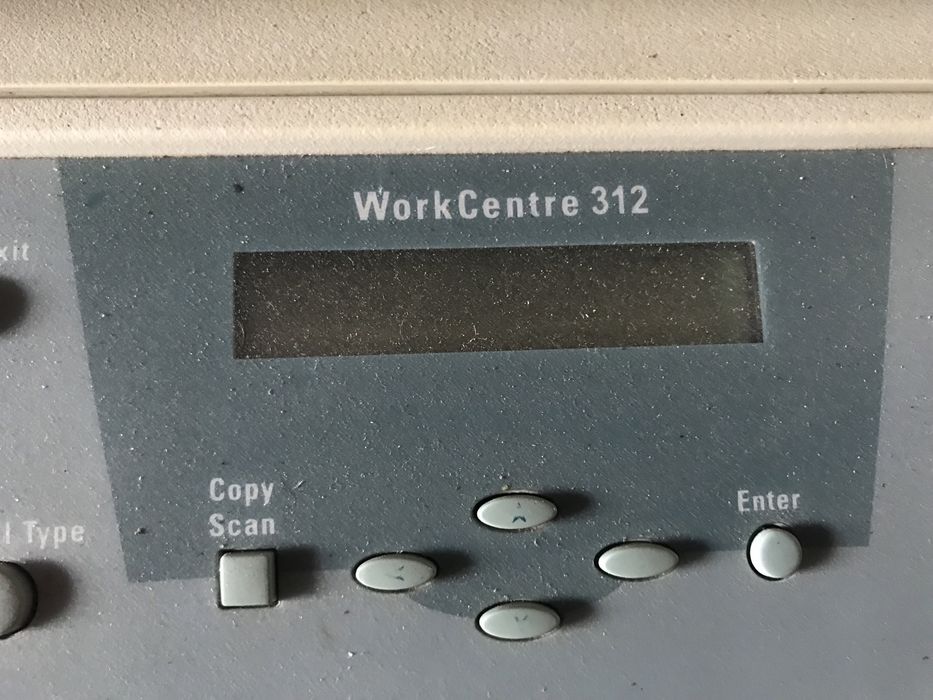 WorkCentre 312
xit
Copy
Scan
l Type
Enter